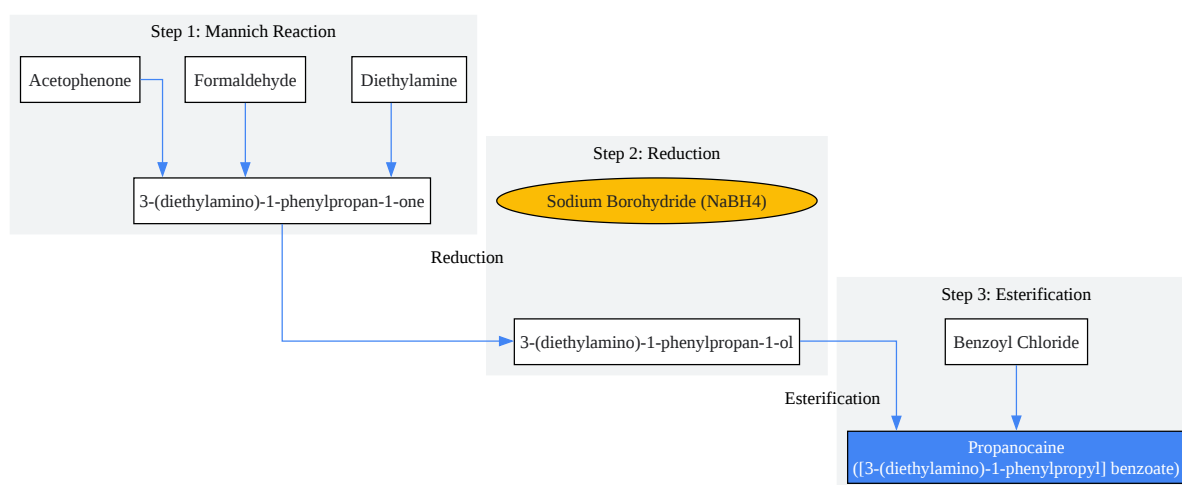 Step 1: Mannich Reaction
Acetophenone
Formaldehyde
Diethylamine
3-(diethylamino)-1-phenylpropan-1-one
Reduction
Step 2: Reduction
Sodium Borohydride (NaBH4)
3-(diethylamino)-1-phenylpropan-1-ol
Esterification
Step 3: Esterification
Benzoyl Chloride
Propanocaine
([3-(diethylamino)-1-phenylpropyl] benzoate)